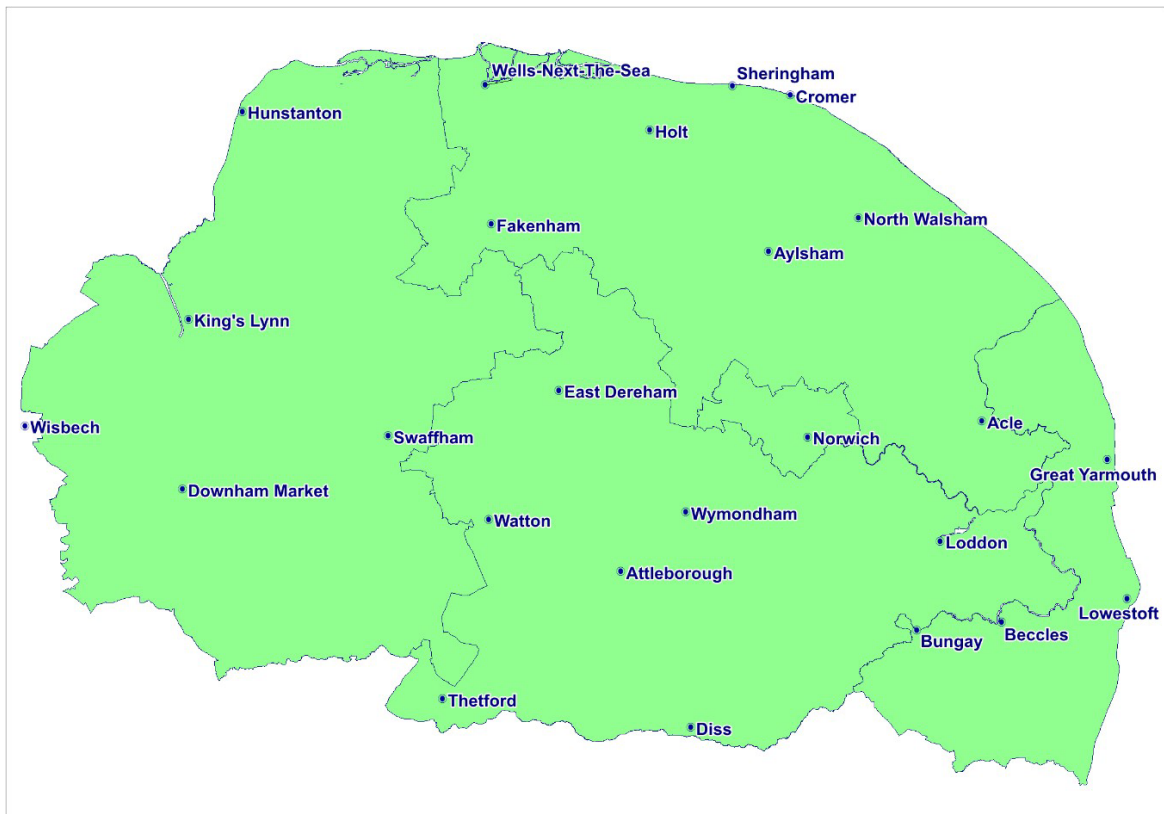 Wells-Next-The-Sea
Sheringham
Cromer
Hunstanton
Holt
North Walsham
Fakenham
Aylsham
King's Lynn
East Dereham
Acle
Wisbech
Swaffham
Norwich
Great Yarmouth
Downham Market
Watton
Wymondham
Loddon
Attleborough
Lowestoft
Beccles
Bungay
Thetford
Diss